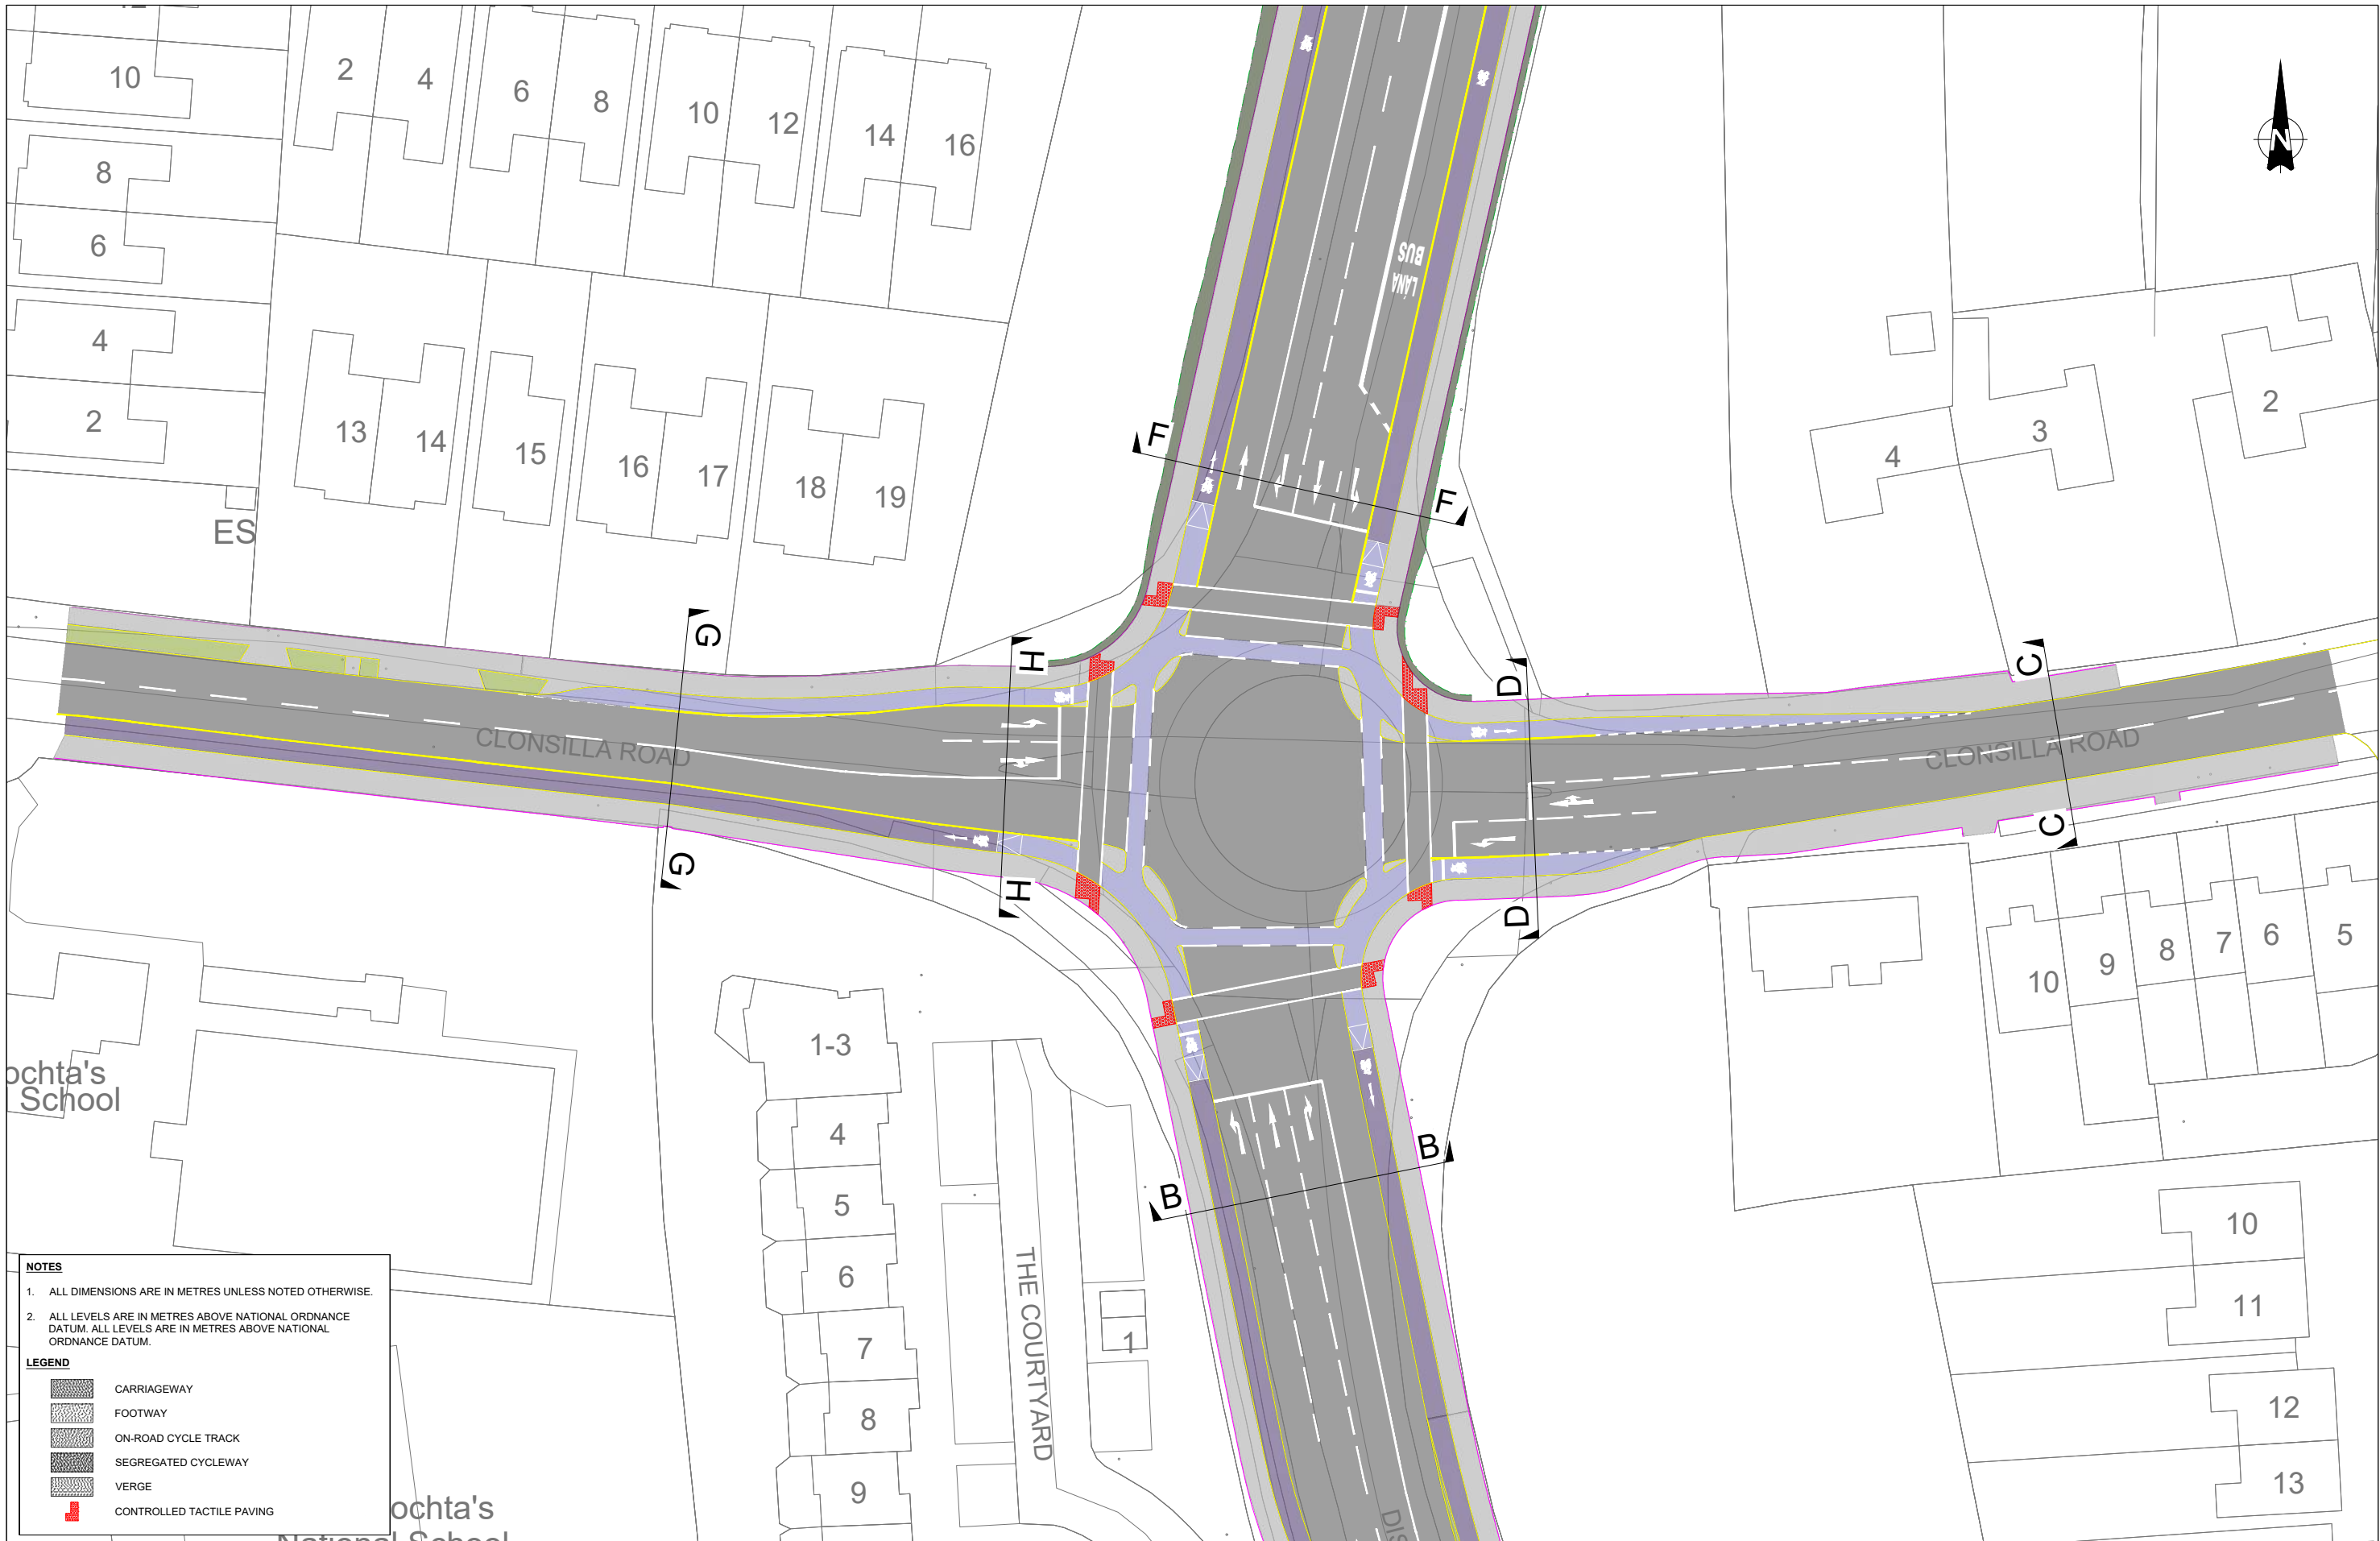 10
2
4
6
8
10
12
14
16
8
6
4
2
13
14
15
16
17
18
19
ES
N
BUS
LÁNA
F
F
4
3
2
G
G
H
H
D
D
C
C
CLONSILLA ROAD
CLONSILLA ROAD
B
B
10
9
8
7
6
5
1-3
4
5
6
7
8
9
THE COURTYARD
1
10
11
12
13
ochta's
School
ochta's
National School
DIS
NOTES
1. ALL DIMENSIONS ARE IN METRES UNLESS NOTED OTHERWISE.
2. ALL LEVELS ARE IN METRES ABOVE NATIONAL ORDNANCE
DATUM. ALL LEVELS ARE IN METRES ABOVE NATIONAL
ORDNANCE DATUM.
LEGEND
CARRIAGEWAY
FOOTWAY
ON-ROAD CYCLE TRACK
SEGREGATED CYCLEWAY
VERGE
CONTROLLED TACTILE PAVING